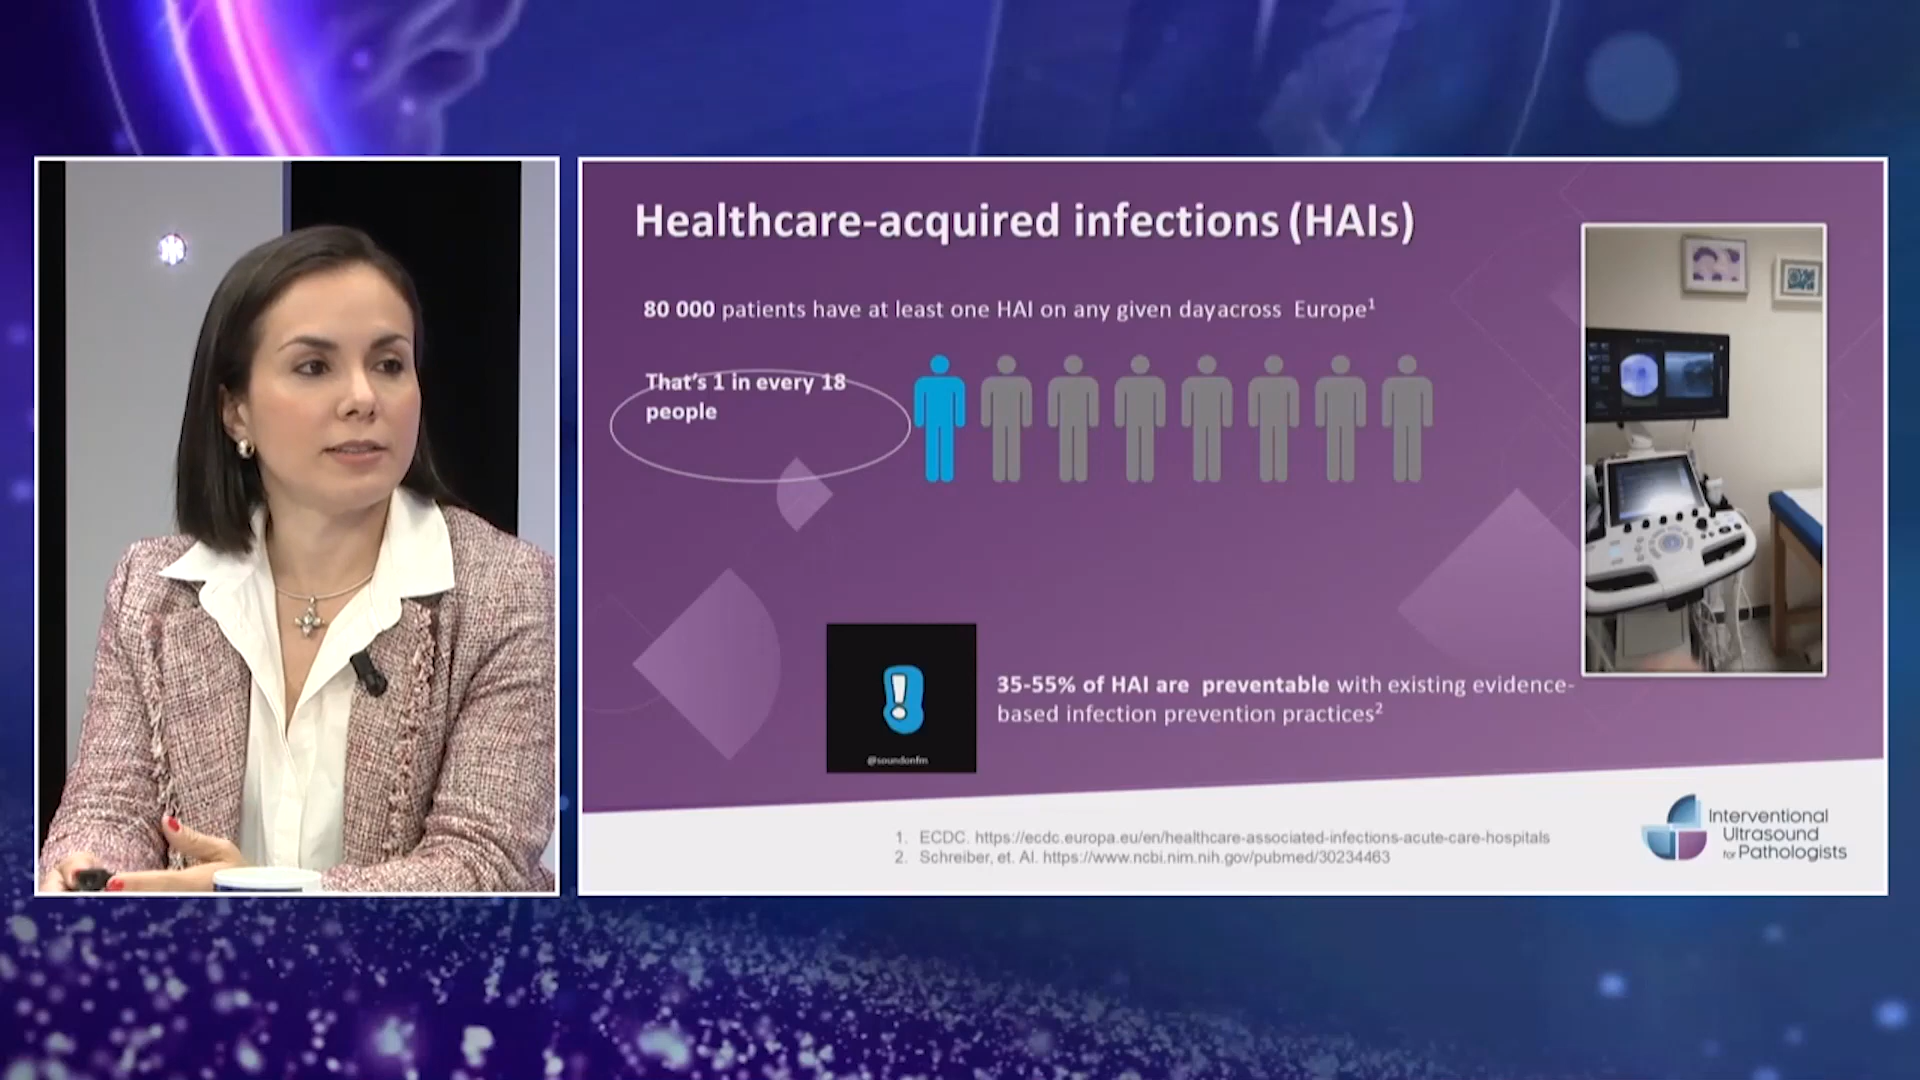 Healthcare-acquired infections (HAIs)
80 000 patients have at least one HAI on any given dayacross Europe¹
That's 1 in every 18
people
35-55% of HAI are preventable with existing evidence-
based infection prevention practices²
@soundonfm
1. ECDC. https://ecdc.europa.eu/en/healthcare-associated-infections-acute-care-hospitals
2. Schreiber, et. Al. https://www.ncbi.nim.nih.gov/pubmed/30234463
Interventional
Ultrasound
for Pathologists